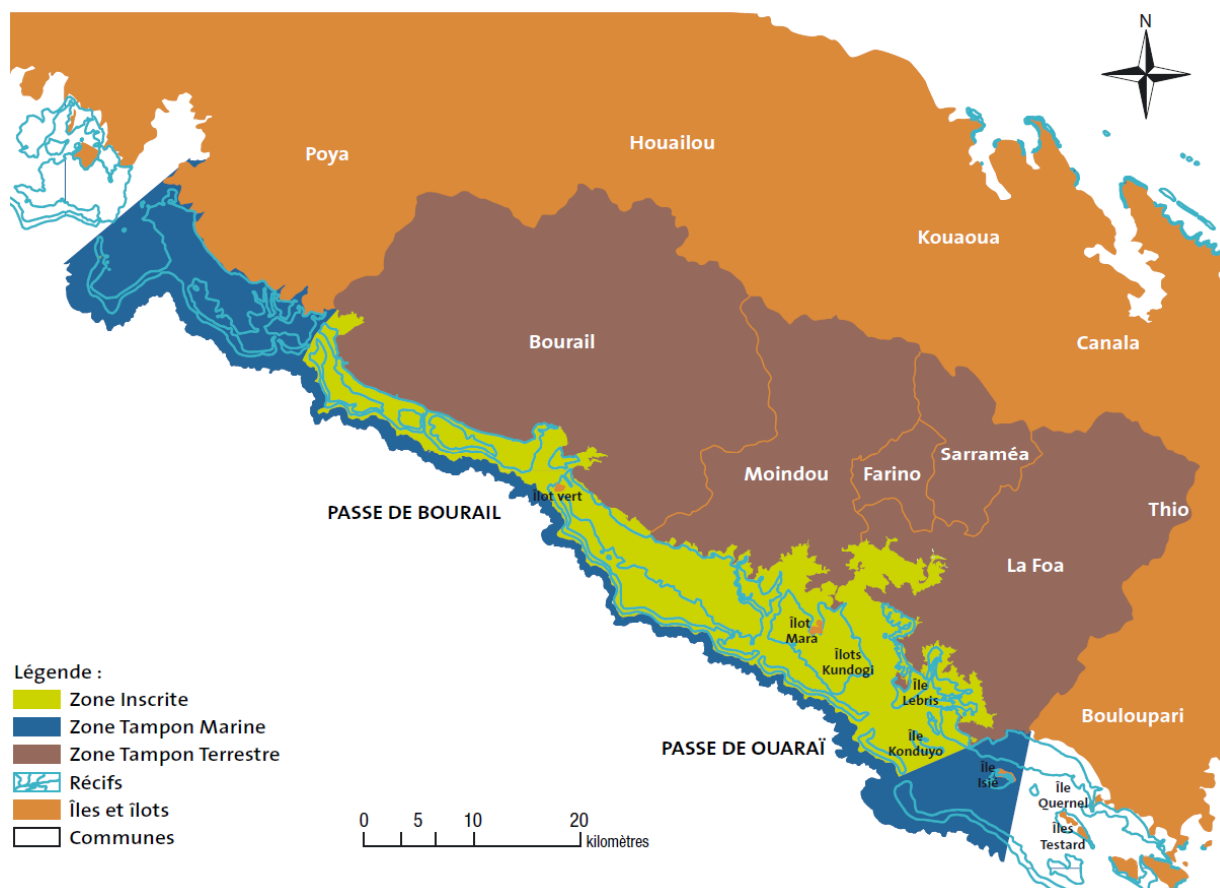 N
Poya
Houaïlou
Kouaoua
Canala
Bourail
Sarraméa
Moindou
Farino
Thio
Îlot vert
PASSE DE BOURAIL
La Foa
Îlot
Mara
Îlots
Kundogi
Île
Lebris
Bouloupari
PASSE DE OUARAÏ
Île
Konduyo
Île
Isié
Île
Quernel
Îles
Testard
Légende :
Zone Inscrite
Zone Tampon Marine
Zone Tampon Terrestre
Récifs
Îles et îlots
Communes
0 5 10 20
kilomètres